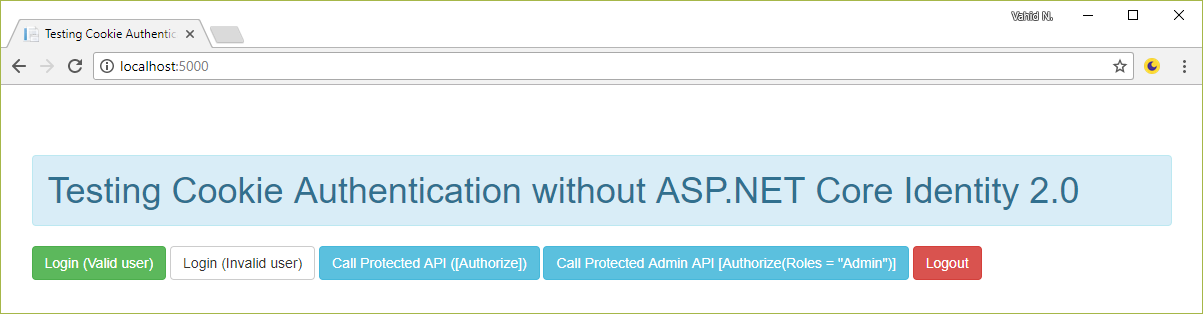 Vahid N.
Testing Cookie Authentic
localhost:5000
Testing Cookie Authentication without ASP.NET Core Identity 2.0
Login (Valid user) Login (Invalid user) Call Protected API ([Authorize]) Call Protected Admin API [Authorize(Roles = "Admin")] Logout